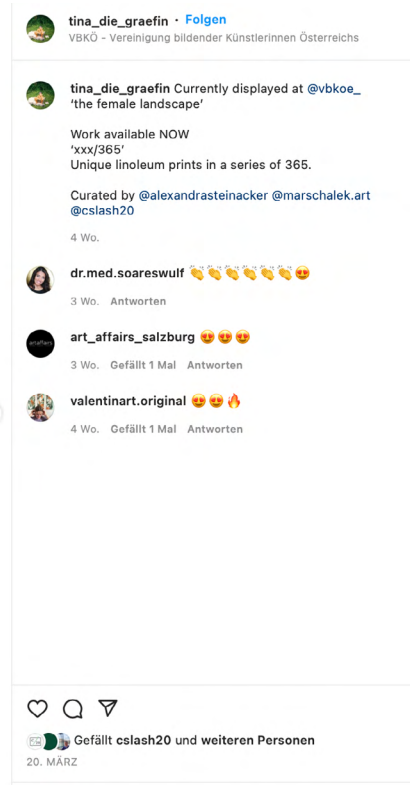 tina_die_graefin • Folgen
VBKÖ - Vereinigung bildender Künstlerinnen Österreichs
tina_die_graefin Currently displayed at @vbkoe_
‘the female landscape’
Work available NOW
‘xxx/365’
Unique linoleum prints in a series of 365.
Curated by @alexandrasteinacker @marschalek.art
@cslash20
4 Wo.
dr.med.soareswulf 👏👏👏👏👏👏😍
3 Wo. Antworten
art_affairs_salzburg 😍😍😍
3 Wo. Gefällt 1 Mal Antworten
valentinart.original 😍😍🔥
4 Wo. Gefällt 1 Mal Antworten
Gefällt cslash20 und weiteren Personen
20. MÄRZ